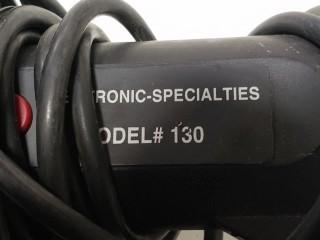 TRONIC-SPECIALTIES
ODEL# 130